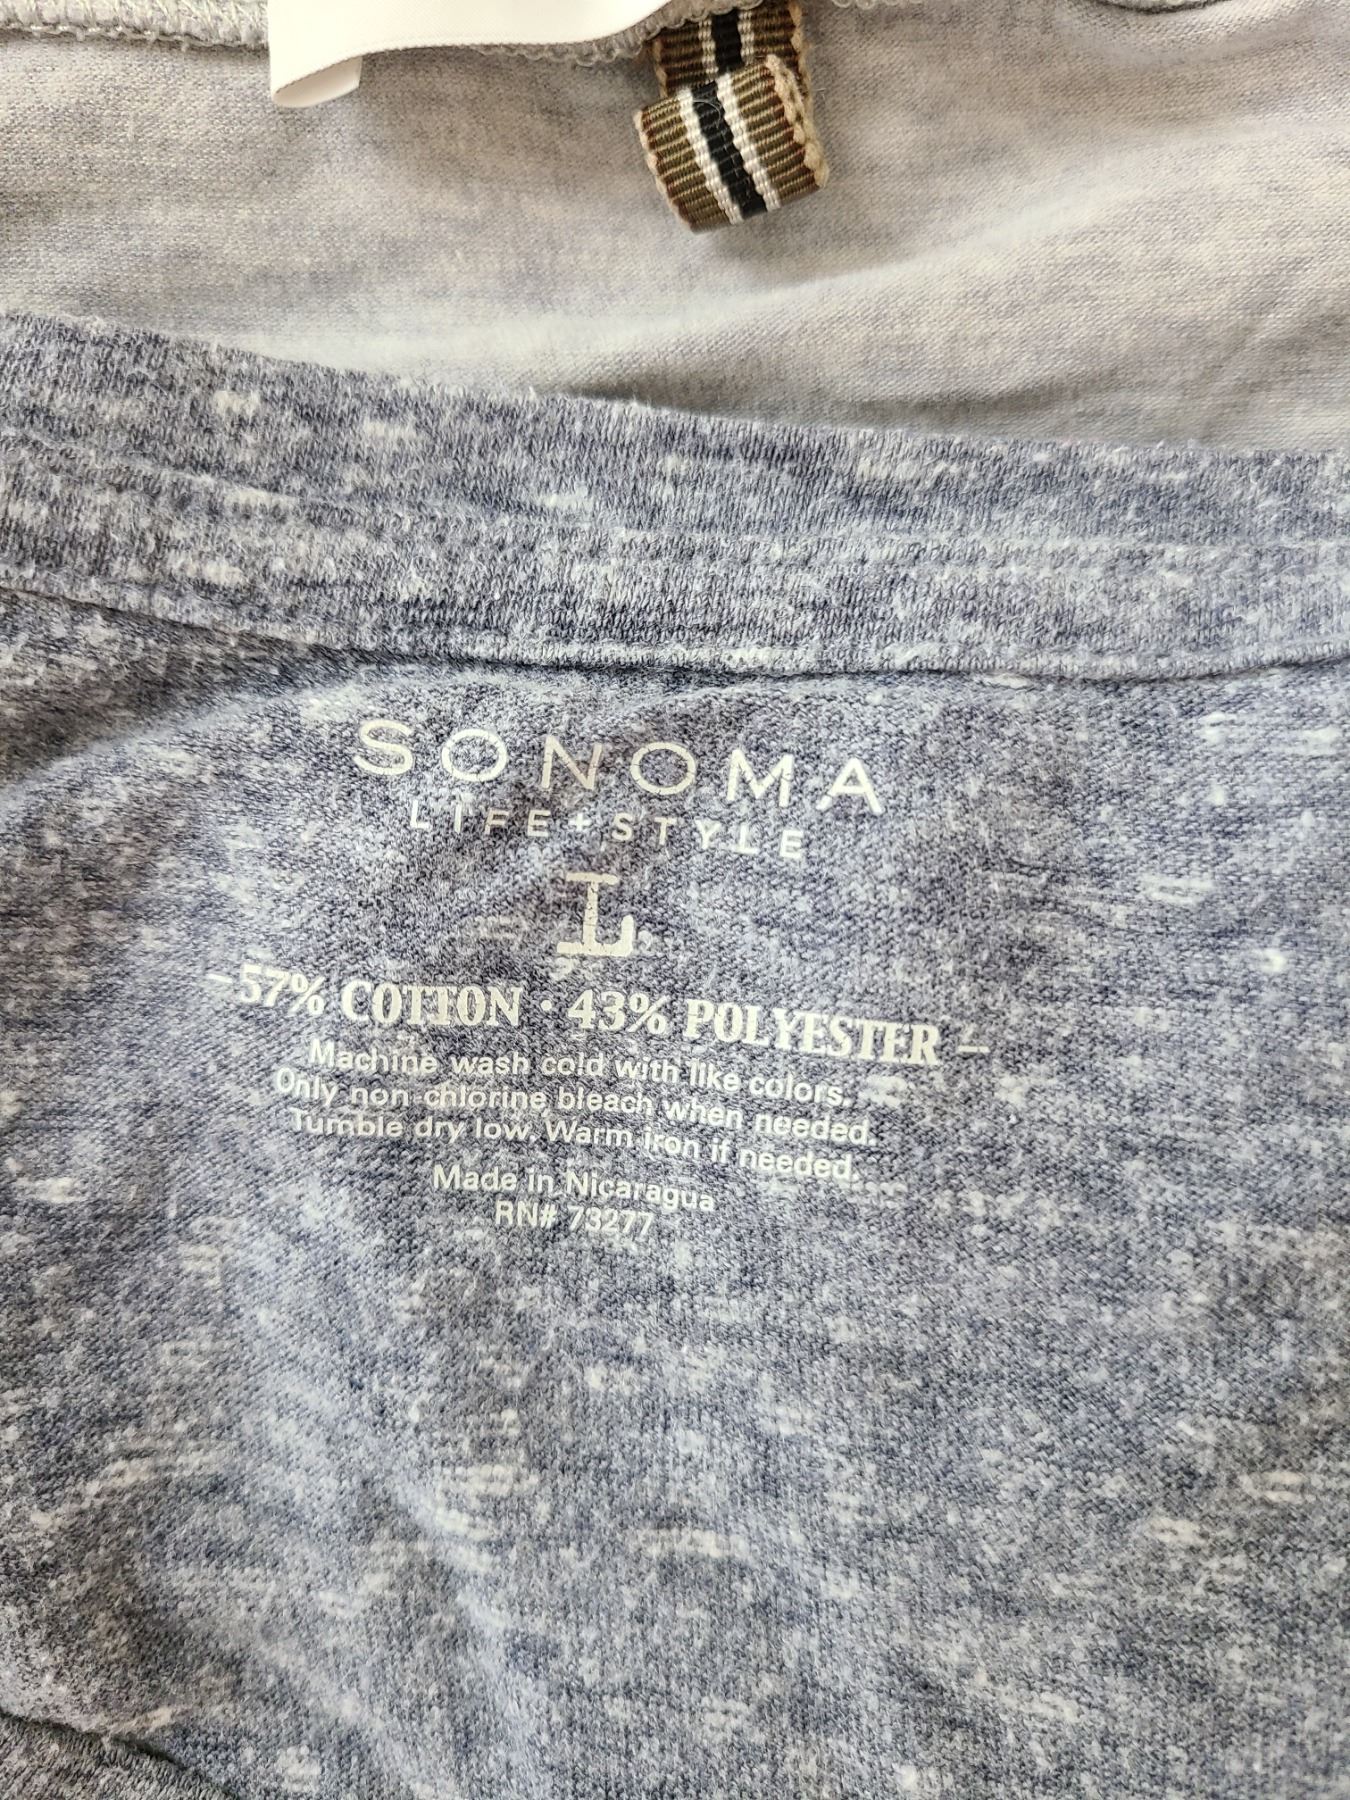 SONOMA
LIFE + STYLE
L
– 57% COTTON · 43% POLYESTER –
Machine wash cold with like colors.
Only non-chlorine bleach when needed.
Tumble dry low. Warm iron if needed.
Made in Nicaragua
RN# 73277